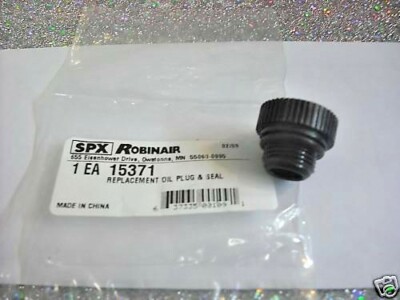 SPX ROBINAIR
655 Eisenhower Drive, Owatonna, MN 55060-0995
1 EA 15371
REPLACEMENT OIL PLUG & SEAL
MADE IN CHINA
ebay